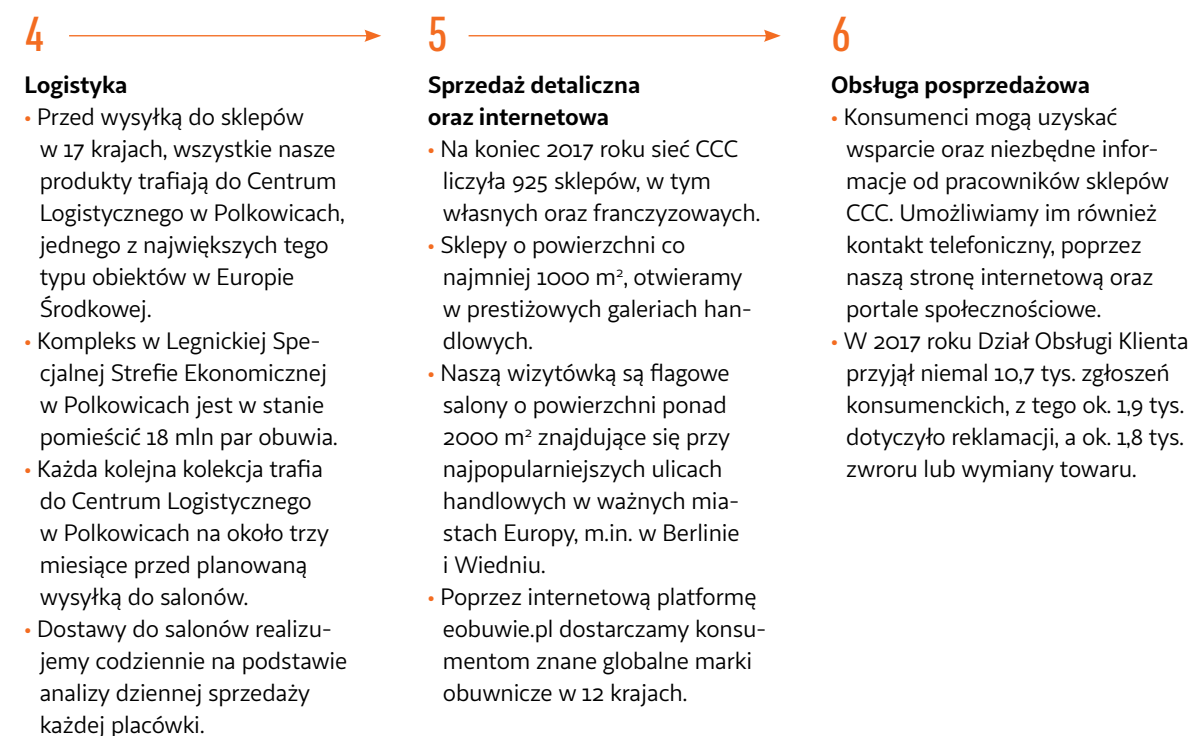 4
Logistyka
• Przed wysyłką do sklepów
w 17 krajach, wszystkie nasze
produkty trafiają do Centrum
Logistycznego w Polkowicach,
jednego z największych tego
typu obiektów w Europie
Środkowej.
• Kompleks w Legnickiej Spe-
cjalnej Strefie Ekonomicznej
w Polkowicach jest w stanie
pomieścić 18 mln par obuwia.
• Każda kolejna kolekcja trafia
do Centrum Logistycznego
w Polkowicach na około trzy
miesiące przed planowaną
wysyłką do salonów.
• Dostawy do salonów realizu-
jemy codziennie na podstawie
analizy dziennej sprzedaży
każdej placówki.
5
Sprzedaż detaliczna
oraz internetowa
• Na koniec 2017 roku sieć CCC
liczyła 925 sklepów, w tym
własnych oraz franczyzowaych.
• Sklepy o powierzchni co
najmniej 1000 m², otwieramy
w prestiżowych galeriach han-
dlowych.
• Naszą wizytówką są flagowe
salony o powierzchni ponad
2000 m² znajdujące się przy
najpopularniejszych ulicach
handlowych w ważnych mia-
stach Europy, m.in. w Berlinie
i Wiedniu.
• Poprzez internetową platformę
eobuwie.pl dostarczamy konsu-
mentom znane globalne marki
obuwnicze w 12 krajach.
6
Obsługa posprzedażowa
• Konsumenci mogą uzyskać
wsparcie oraz niezbędne infor-
macje od pracowników sklepów
CCC. Umożliwiamy im również
kontakt telefoniczny, poprzez
naszą stronę internetową oraz
portale społecznościowe.
• W 2017 roku Dział Obsługi Klienta
przyjął niemal 10,7 tys. zgłoszeń
konsumenckich, z tego ok. 1,9 tys.
dotyczyło reklamacji, a ok. 1,8 tys.
zwroru lub wymiany towaru.